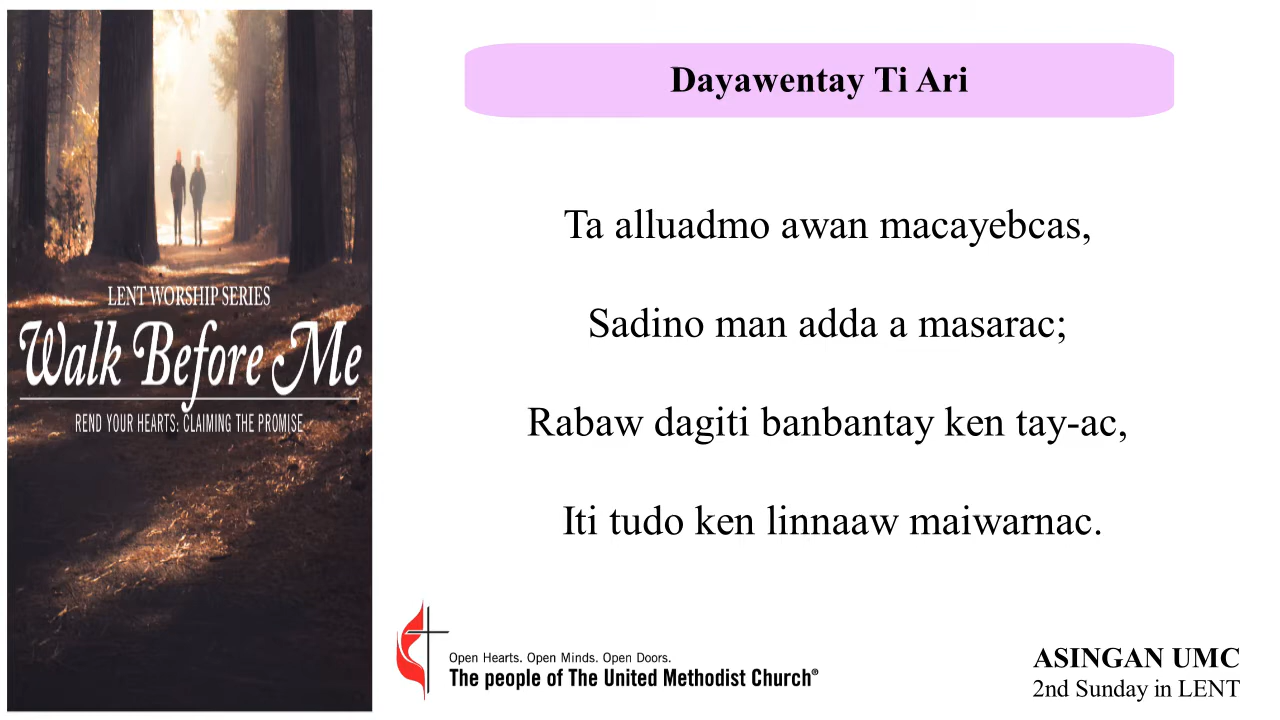 LENT WORSHIP SERIES
Walk Before Me
REND YOUR HEARTS: CLAIMING THE PROMISE
Dayawentay Ti Ari
Ta alluadmo awan macayebcas,
Sadino man adda a masarac;
Rabaw dagiti banbantay ken tay-ac,
Iti tudo ken linnaaw maiwarnac.
Open Hearts. Open Minds. Open Doors.
The people of The United Methodist Church®
ASINGAN UMC
2nd Sunday in LENT